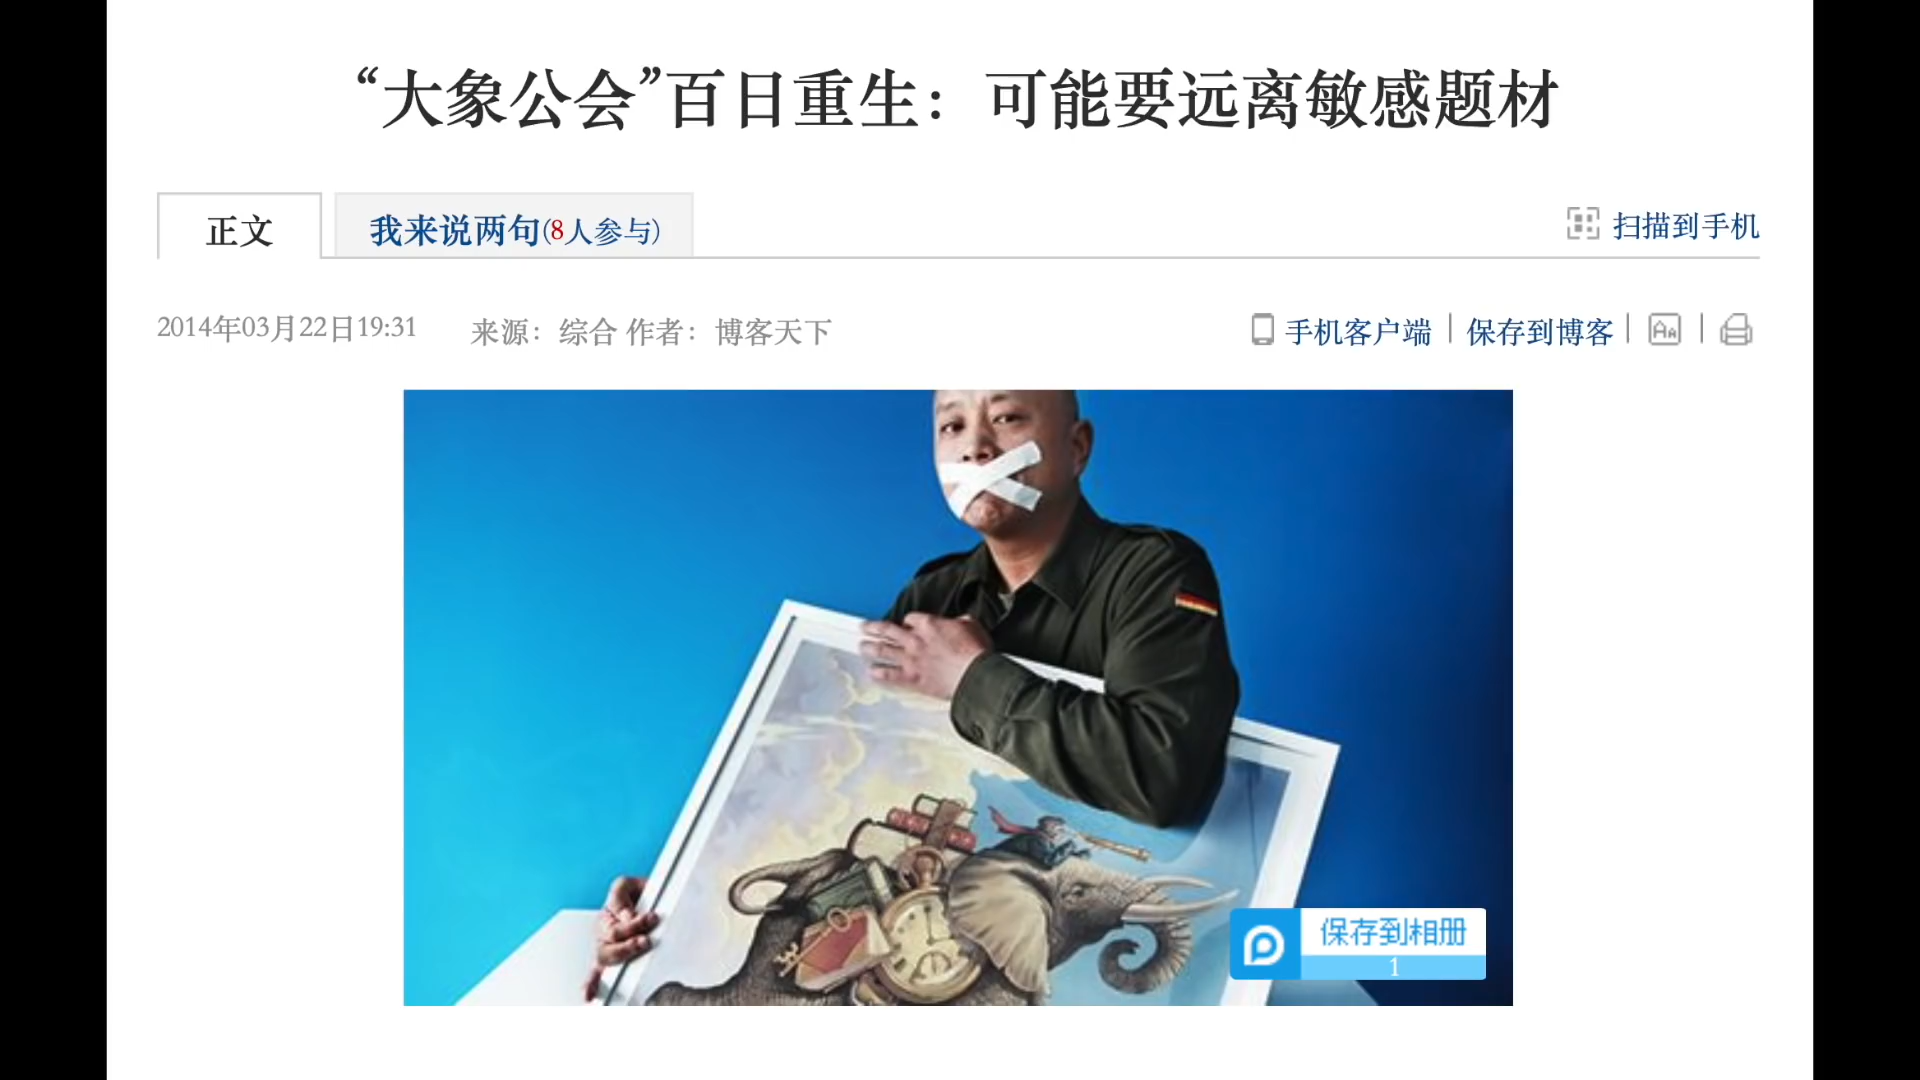 “大象公会”百日重生：可能要远离敏感题材
正文
我来说两句(8人参与)
扫描到手机
2014年03月22日19:31 来源：综合 作者：博客天下
手机客户端 | 保存到博客 |
保存到相册
1